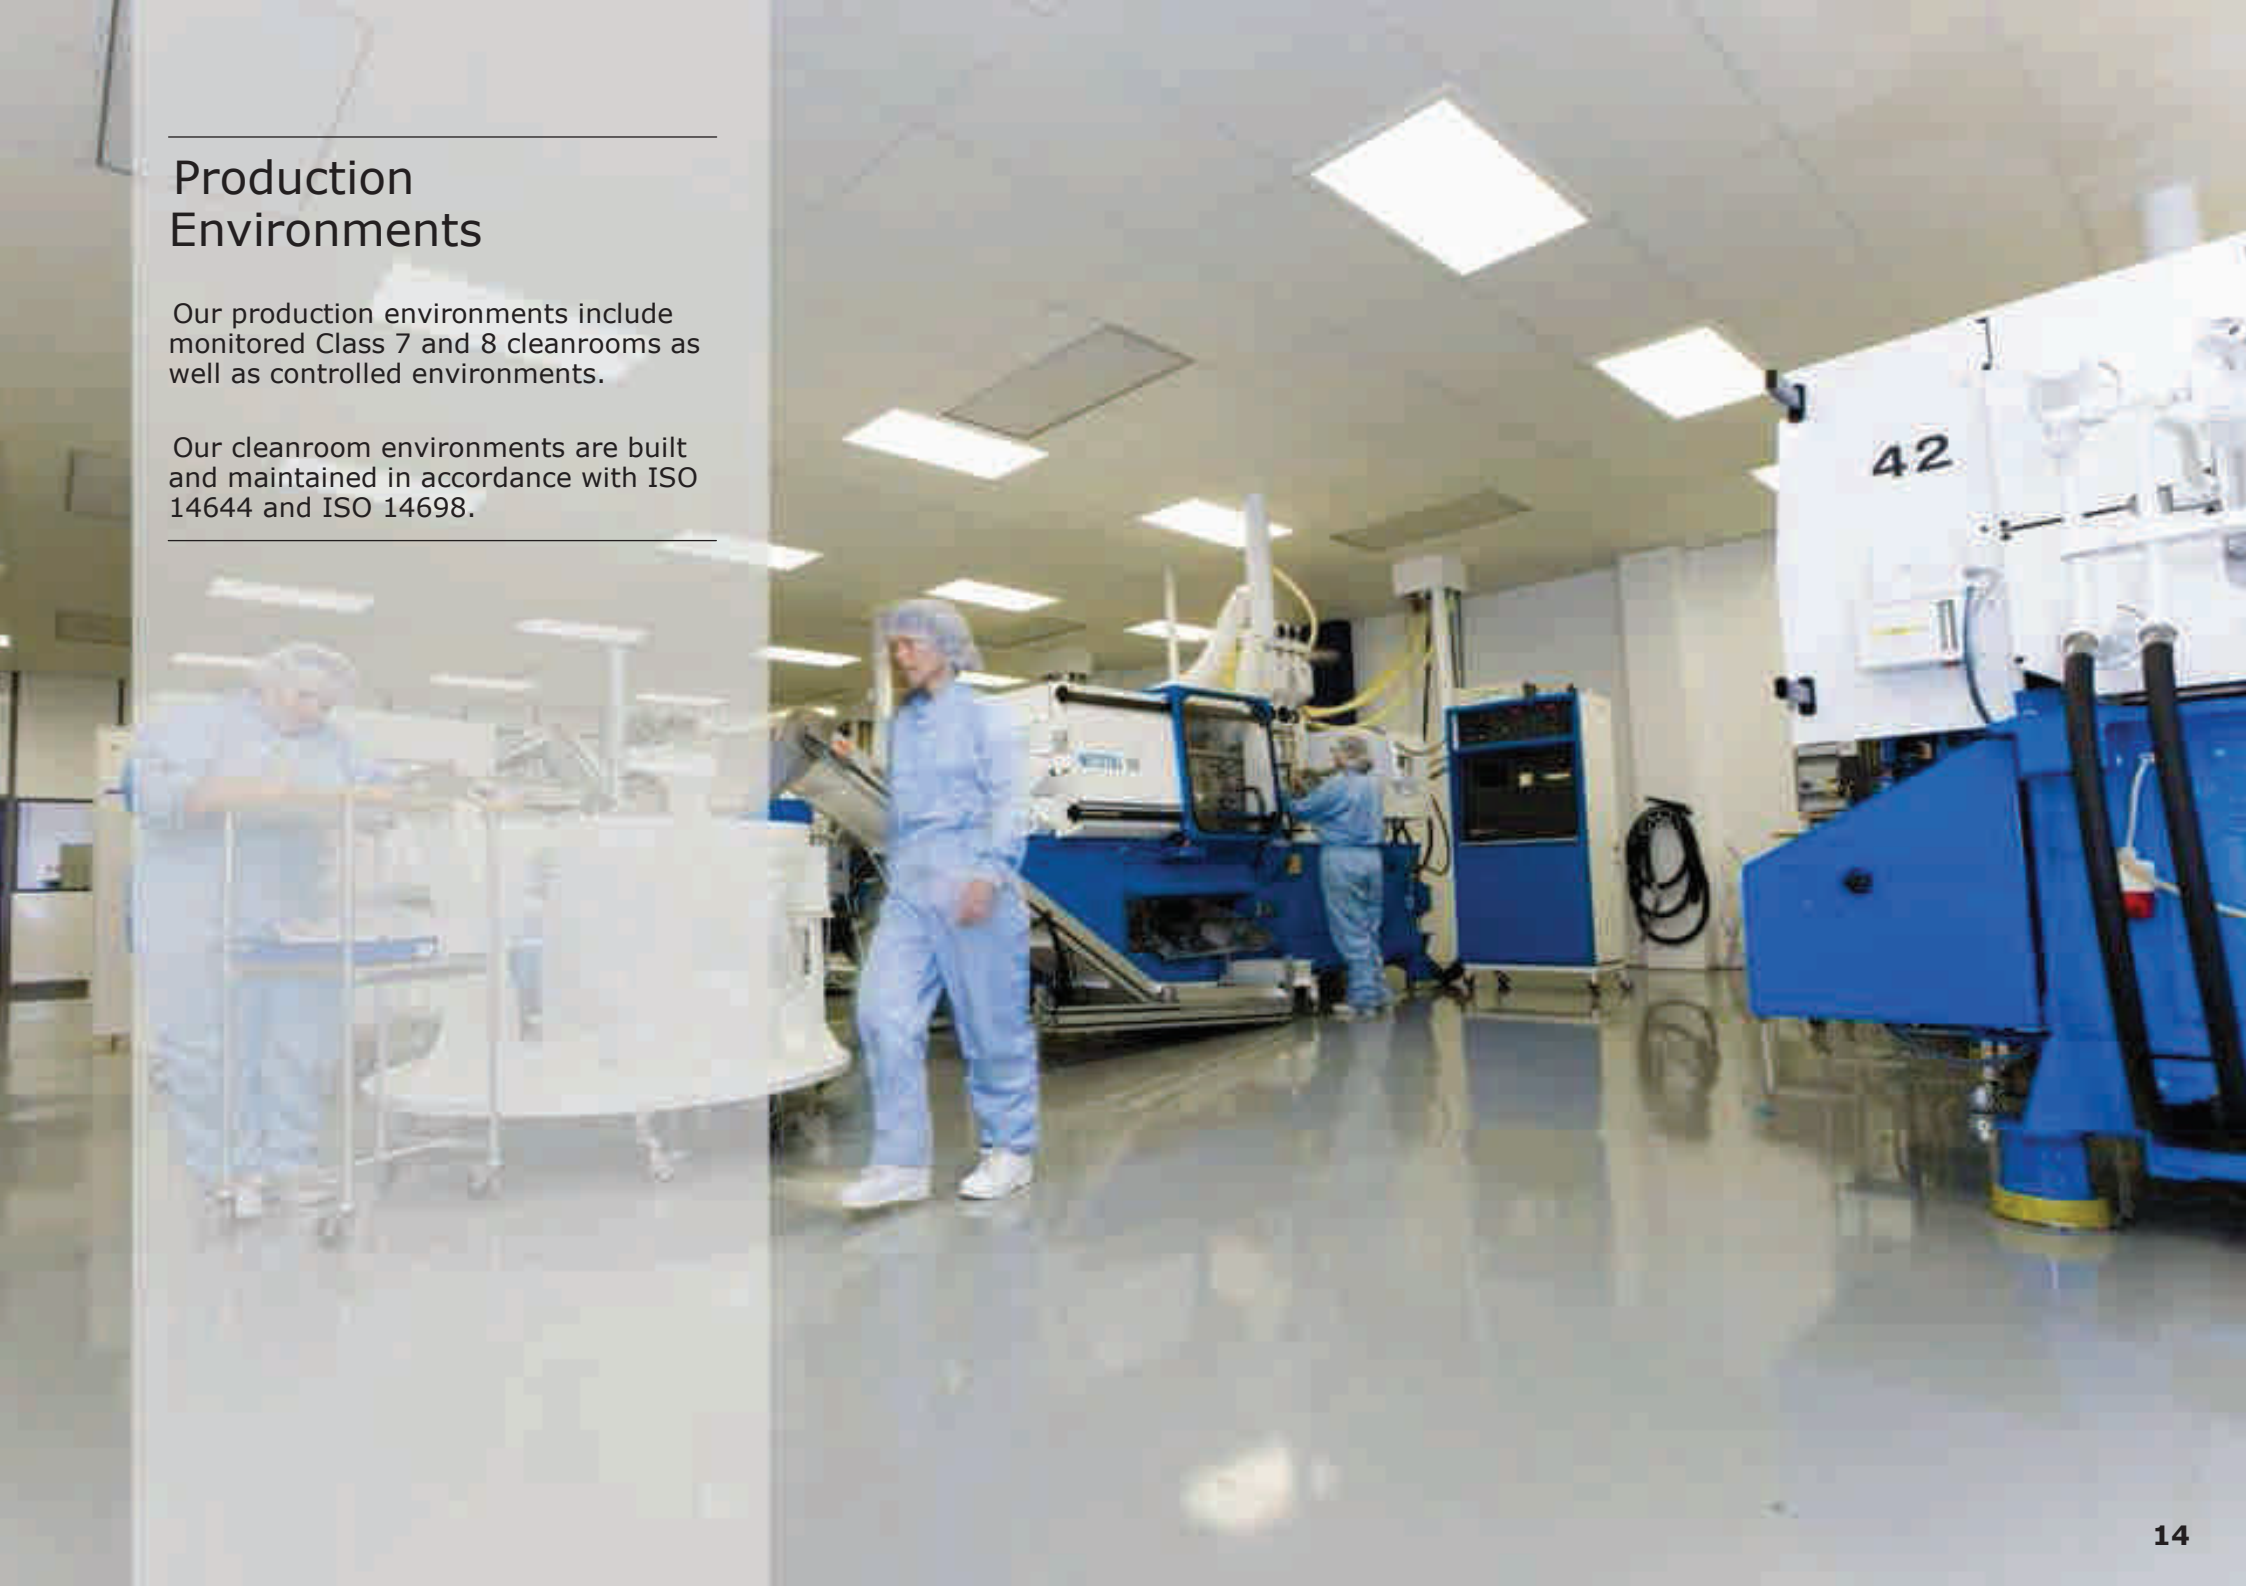 Production
Environments
Our production environments include
monitored Class 7 and 8 cleanrooms as
well as controlled environments.
Our cleanroom environments are built
and maintained in accordance with ISO
14644 and ISO 14698.
42
14